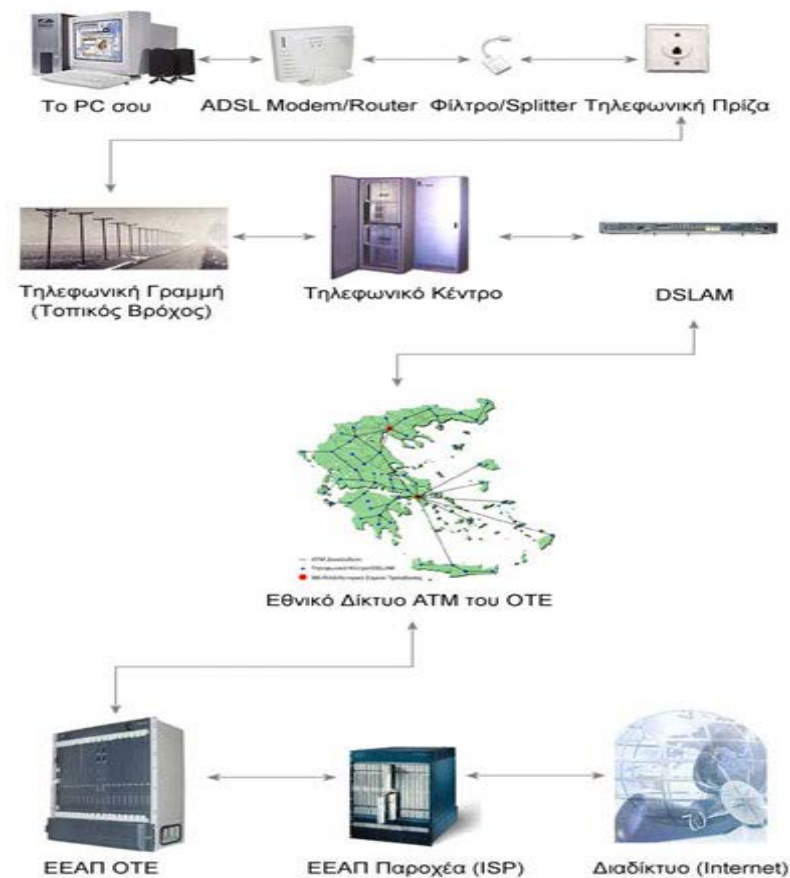 Το PC σου
ADSL Modem/Router
Φίλτρο/Splitter
Τηλεφωνική Πρίζα
Τηλεφωνική Γραμμή
(Τοπικός Βρόχος)
Τηλεφωνικό Κέντρο
DSLAM
Εθνικό Δίκτυο ATM του ΟΤΕ
ΕΕΑΠ ΟΤΕ
ΕΕΑΠ Παροχέα (ISP)
Διαδίκτυο (Internet)